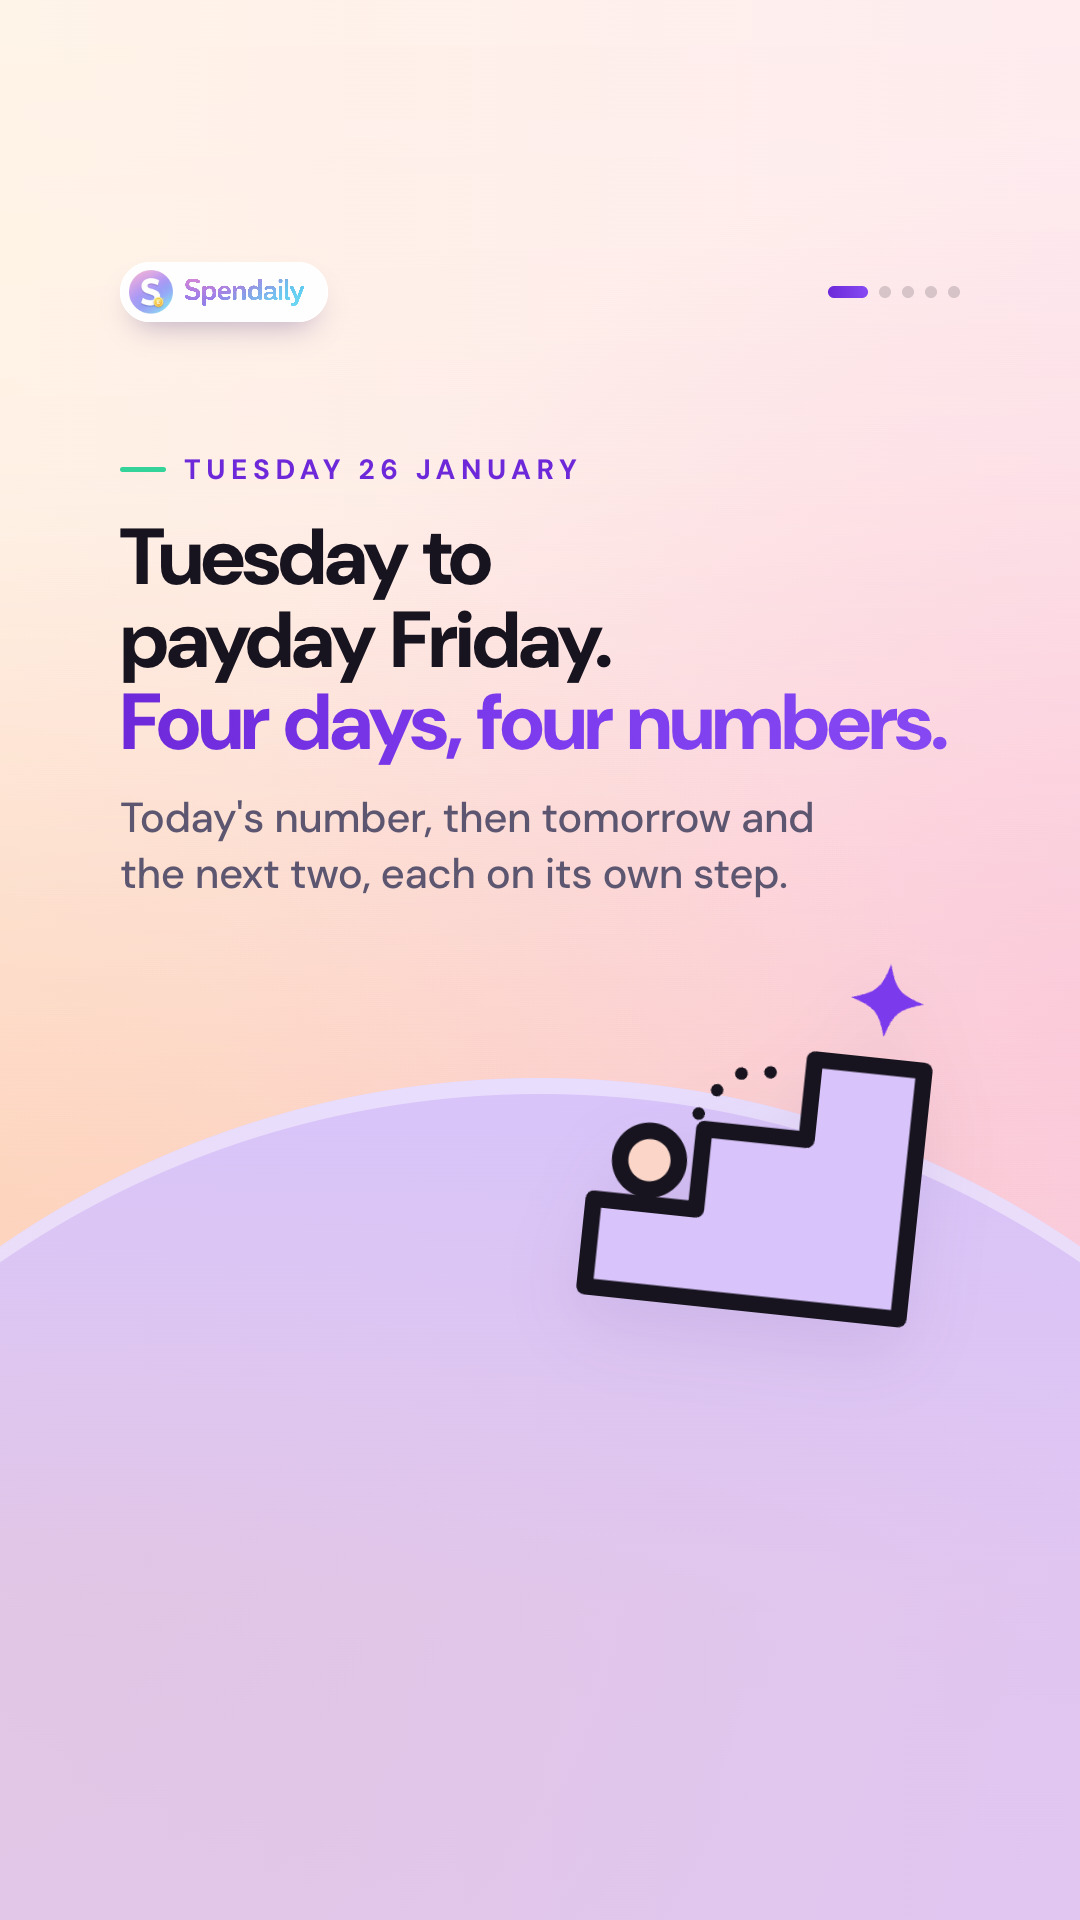 Spendaily
TUESDAY 26 JANUARY
Tuesday to
payday Friday.
Four days, four numbers.
Today's number, then tomorrow and
the next two, each on its own step.